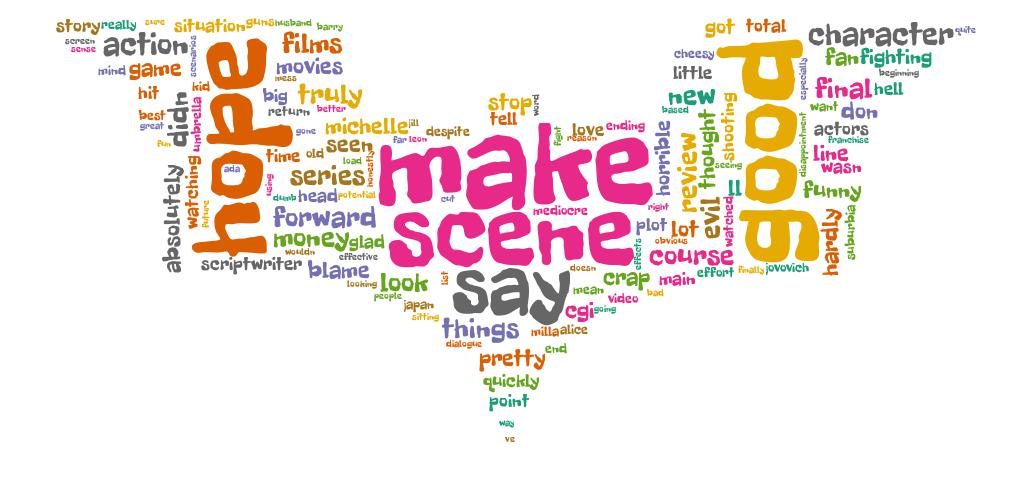 story
really
sure
situation
guns
husband
barry
got
total
character
quite
screen
sense
action
scenarios
films
cheesy
fan
fighting
mind
game
hope
movies
mess
little
good
especially
beginning
hit
kid
big
truly
return
better
new
based
final
hell
best
great
didn
umbrella
stop
tell
word
want
don
fun
gone
michelle
jill
far
leon
despite
make
fight
love
reason
ending
horrible
review
thought
shooting
disappointment
actors
franchise
time
old
seen
load
honestly
seeing
line
wasn
absolutely
watching
future
ada
using
series
dumb
head
potential
cut
mediocre
right
evil
watched
ll
funny
forward
scene
plot
lot
obvious
hardly
suburbia
money
glad
wouldn
effective
effects
course
scriptwriter
blame
looking
look
list
say
doesn
crap
main
effort
finally
jovovich
people
japan
mean
video
bad
sitting
cgi
going
things
milla
alice
dialogue
pretty
end
quickly
point
way
ve